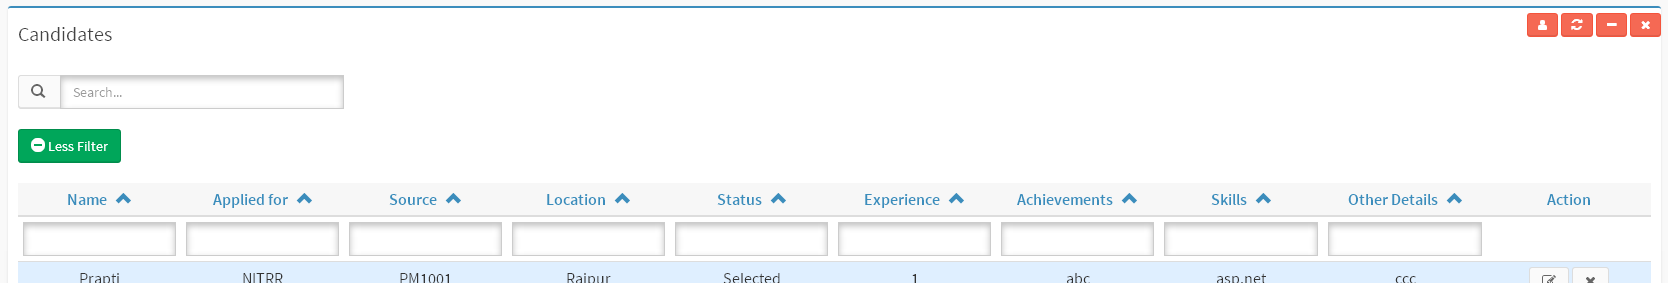 Candidates
Search...
Less Filter
Name Applied for Source Location Status Experience Achievements Skills Other Details Action
Prapti NITRR PM1001 Raipur Selected 1 abc asp.net ccc